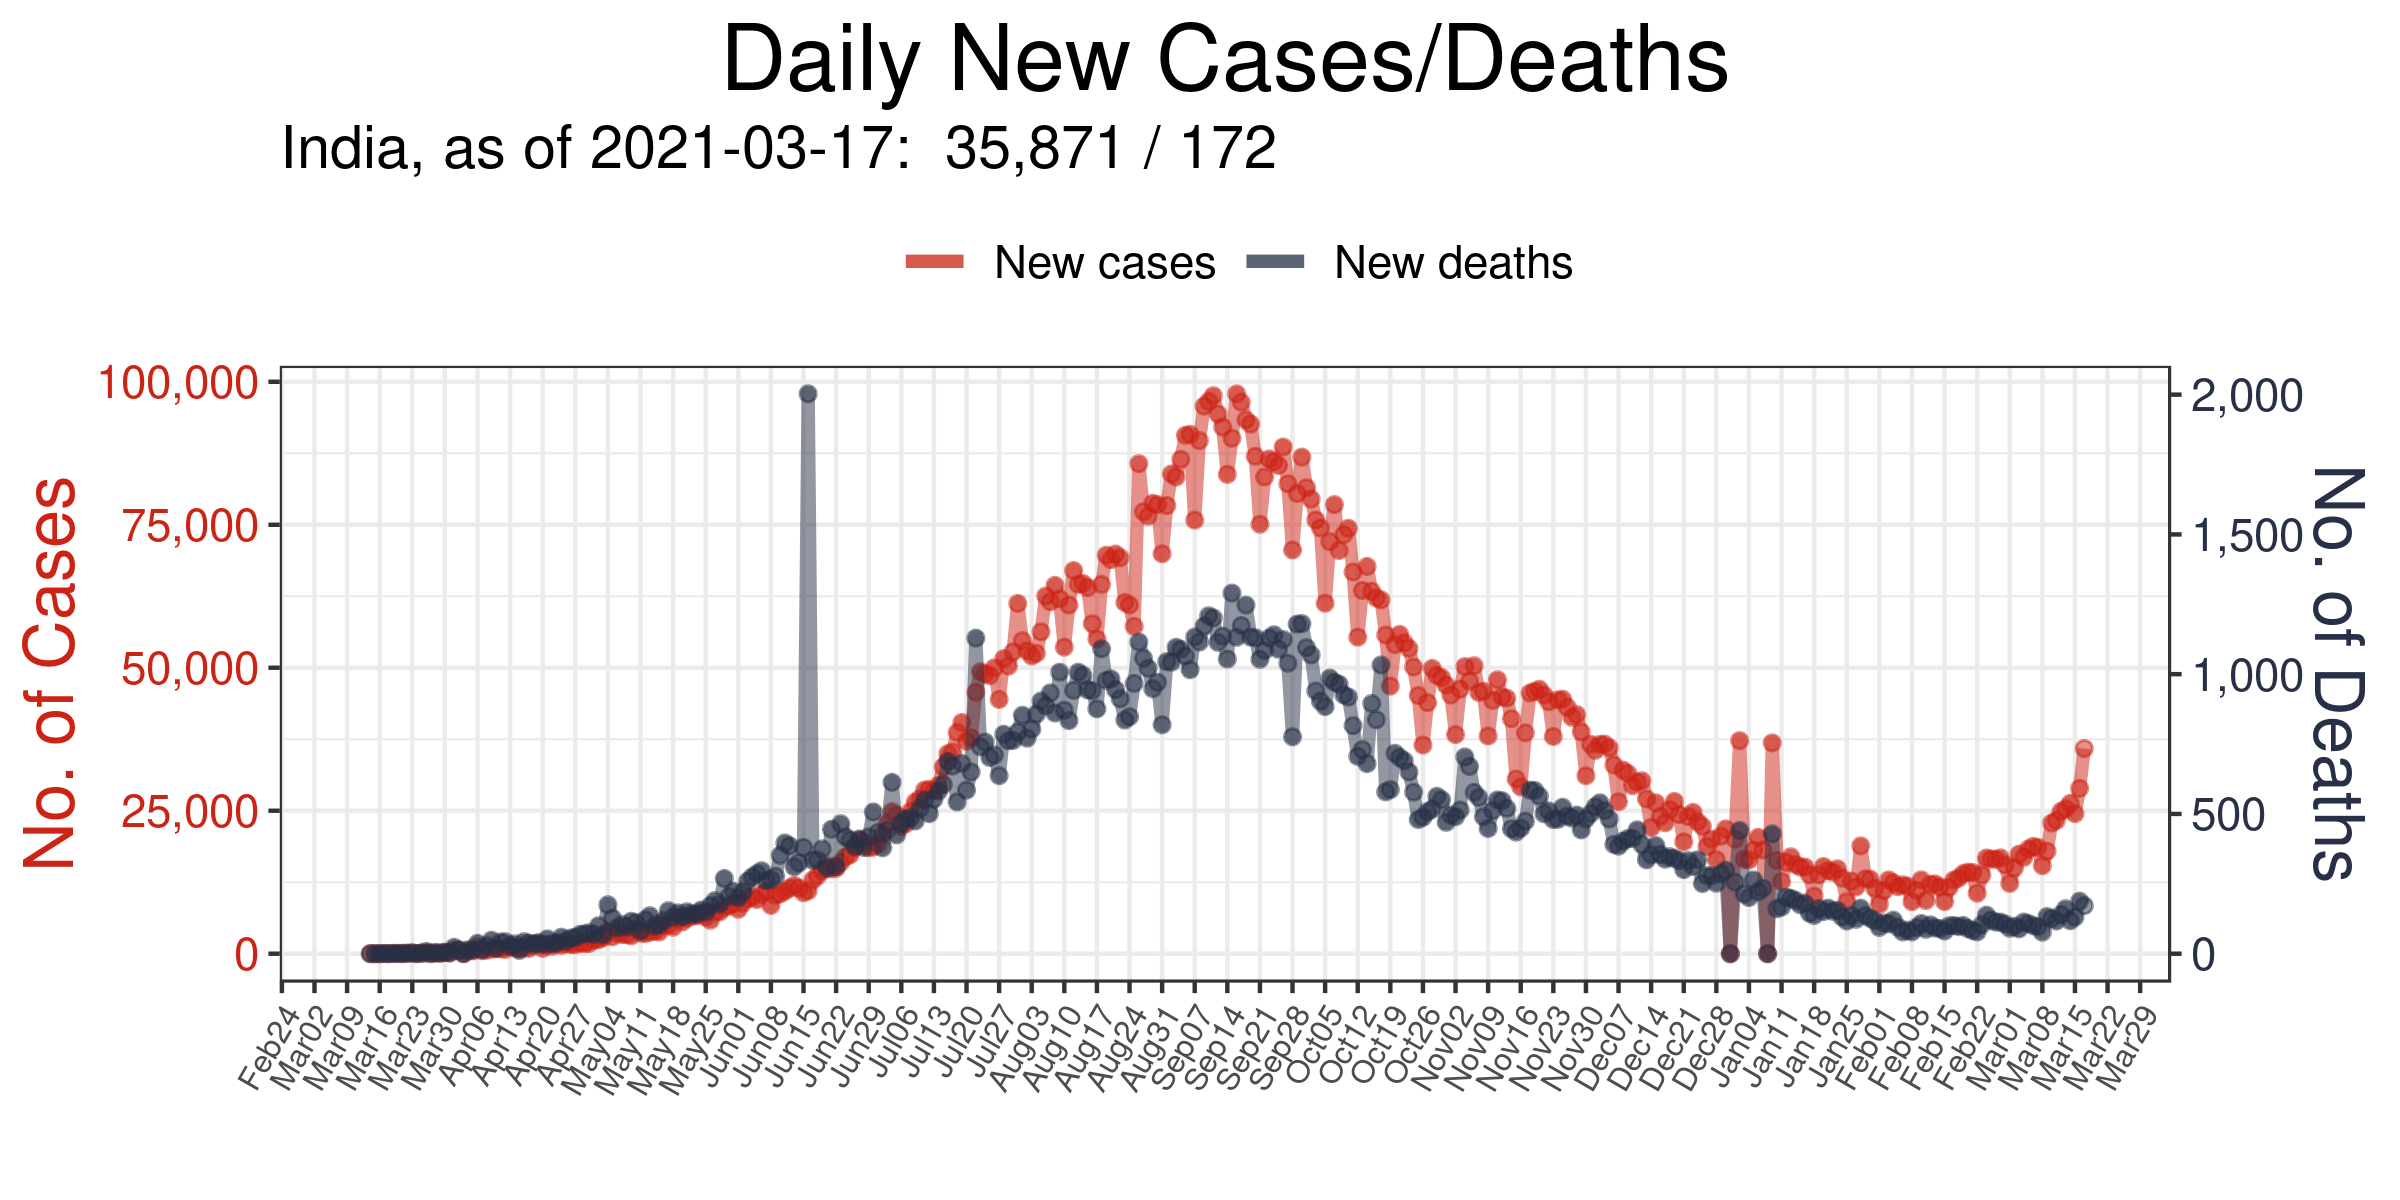 Daily New Cases/Deaths
India, as of 2021-03-17:  35,871 / 172
New cases
New deaths
No. of Cases
100,000
75,000
50,000
25,000
0
2,000
1,500
1,000
500
0
No. of Deaths
Feb24
Mar02
Mar09
Mar16
Mar23
Mar30
Apr06
Apr13
Apr20
Apr27
May04
May11
May18
May25
Jun01
Jun08
Jun15
Jun22
Jun29
Jul06
Jul13
Jul20
Jul27
Aug03
Aug10
Aug17
Aug24
Aug31
Sep07
Sep14
Sep21
Sep28
Oct05
Oct12
Oct19
Oct26
Nov02
Nov09
Nov16
Nov23
Nov30
Dec07
Dec14
Dec21
Dec28
Jan04
Jan11
Jan18
Jan25
Feb01
Feb08
Feb15
Feb22
Mar01
Mar08
Mar15
Mar22
Mar29